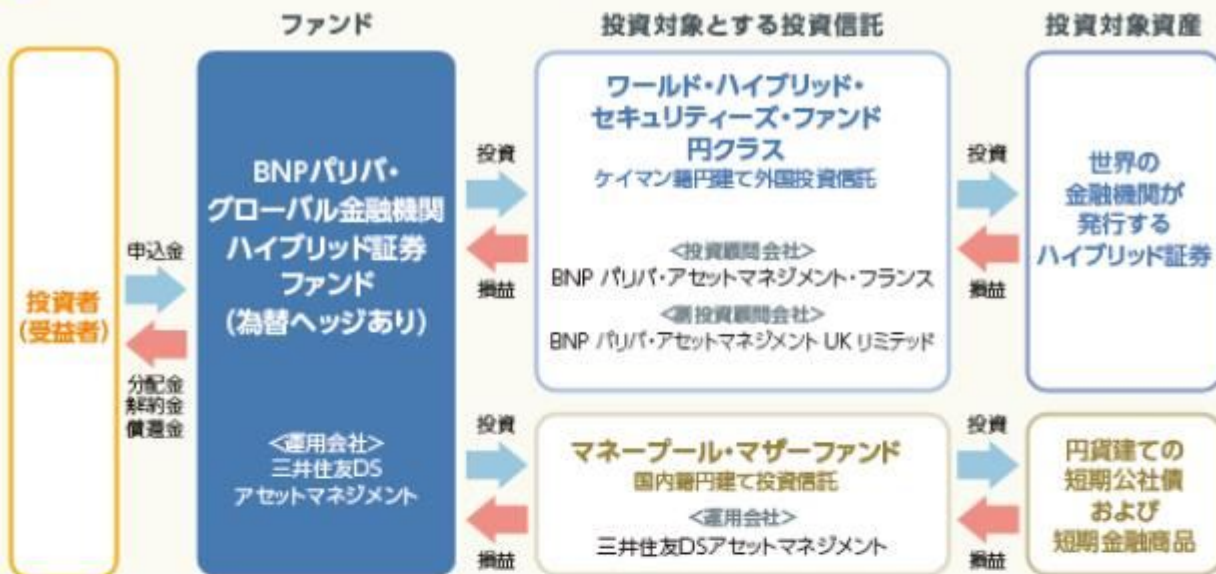 ファンド
投資対象とする投資信託
投資対象資産
投資者
(受益者)
申込金
分配金
解約金
償還金
BNPパリバ・
グローバル金融機関
ハイブリッド証券
ファンド
(為替ヘッジあり)
<運用会社>
三井住友DS
アセットマネジメント
投資
損益
ワールド・ハイブリッド・
セキュリティーズ・ファンド
円クラス
ケイマン籍円建て外国投資信託
<投資顧問会社>
BNP パリバ・アセットマネジメント・フランス
<副投資顧問会社>
BNP パリバ・アセットマネジメント UK リミテッド
投資
損益
世界の
金融機関が
発行する
ハイブリッド証券
投資
損益
マネープール・マザーファンド
国内籍円建て投資信託
<運用会社>
三井住友DSアセットマネジメント
投資
損益
円貨建ての
短期公社債
および
短期金融商品